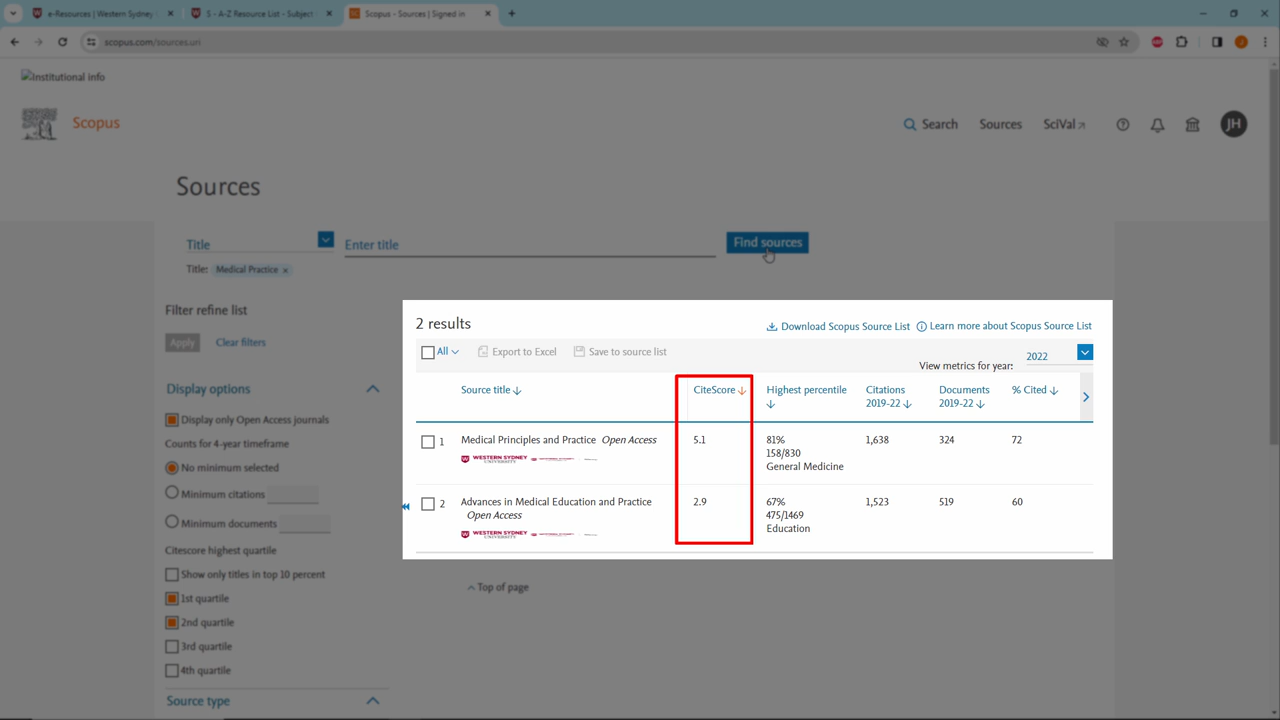 e-Resources | Western Sydney
S - A-Z Resource List - Subject
Scopus - Sources | Signed in
scopus.com/sources.uri
Institutional info
Scopus
Search
Sources
SciVal
JH
Sources
Title
Enter title
Find sources
Title:
Medical Practice ×
Filter refine list
Apply
Clear filters
Display options
Display only Open Access journals
Counts for 4-year timeframe
No minimum selected
Minimum citations
Minimum documents
Citescore highest quartile
Show only titles in top 10 percent
1st quartile
2nd quartile
3rd quartile
4th quartile
Source type
2 results
Download Scopus Source List
Learn more about Scopus Source List
All
Export to Excel
Save to source list
View metrics for year:
2022
Source title
CiteScore
Highest percentile
Citations
2019-22
Documents
2019-22
% Cited
1
Medical Principles and Practice Open Access
WESTERN SYDNEY
UNIVERSITY
5.1
81%
158/830
General Medicine
1,638
324
72
2
Advances in Medical Education and Practice
Open Access
WESTERN SYDNEY
UNIVERSITY
2.9
67%
475/1469
Education
1,523
519
60
Top of page